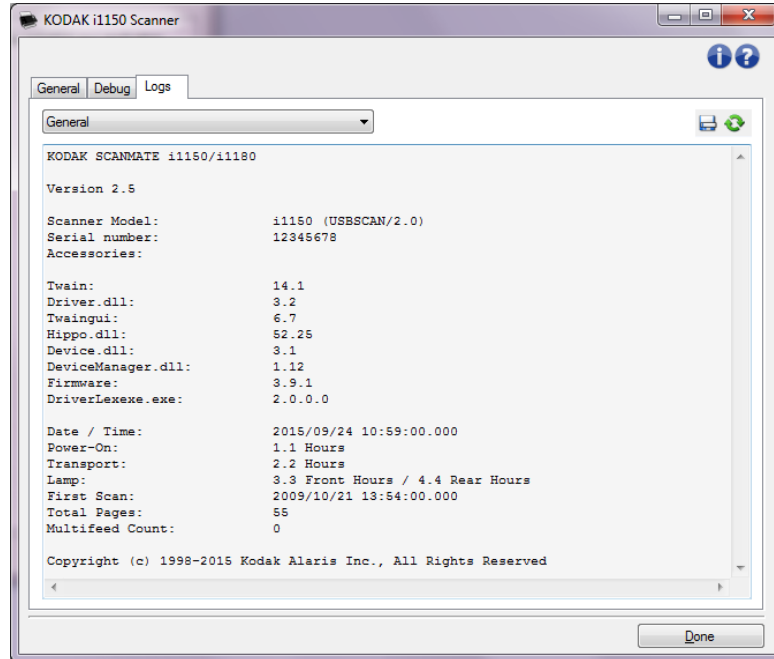 KODAK i1150 Scanner
General Debug Logs
General
KODAK SCANMATE i1150/i1180
Version 2.5
Scanner Model: i1150 (USBSCAN/2.0)
Serial number: 12345678
Accessories:
Twain: 14.1
Driver.dll: 3.2
Twaingui: 6.7
Hippo.dll: 52.25
Device.dll: 3.1
DeviceManager.dll: 1.12
Firmware: 3.9.1
DriverLexexe.exe: 2.0.0.0
Date / Time: 2015/09/24 10:59:00.000
Power-On: 1.1 Hours
Transport: 2.2 Hours
Lamp: 3.3 Front Hours / 4.4 Rear Hours
First Scan: 2009/10/21 13:54:00.000
Total Pages: 55
Multifeed Count: 0
Copyright (c) 1998-2015 Kodak Alaris Inc., All Rights Reserved
Done